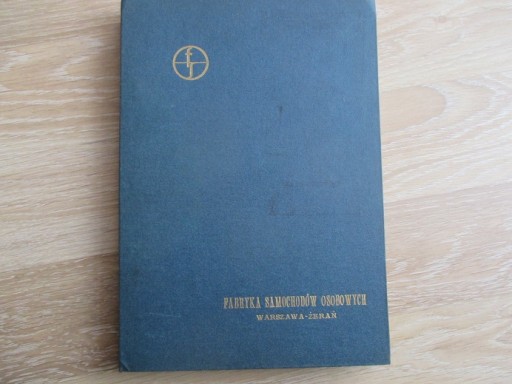 FABRYKA SAMOCHODÓW OSOBOWYCH
WARSZAWA-ŻERAŃ